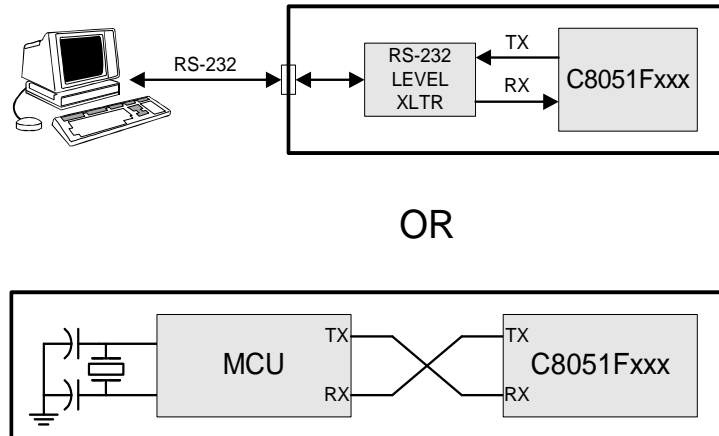 RS-232
RS-232
LEVEL
XLTR
TX
RX
C8051Fxxx
OR
MCU
TX
RX
TX
RX
C8051Fxxx